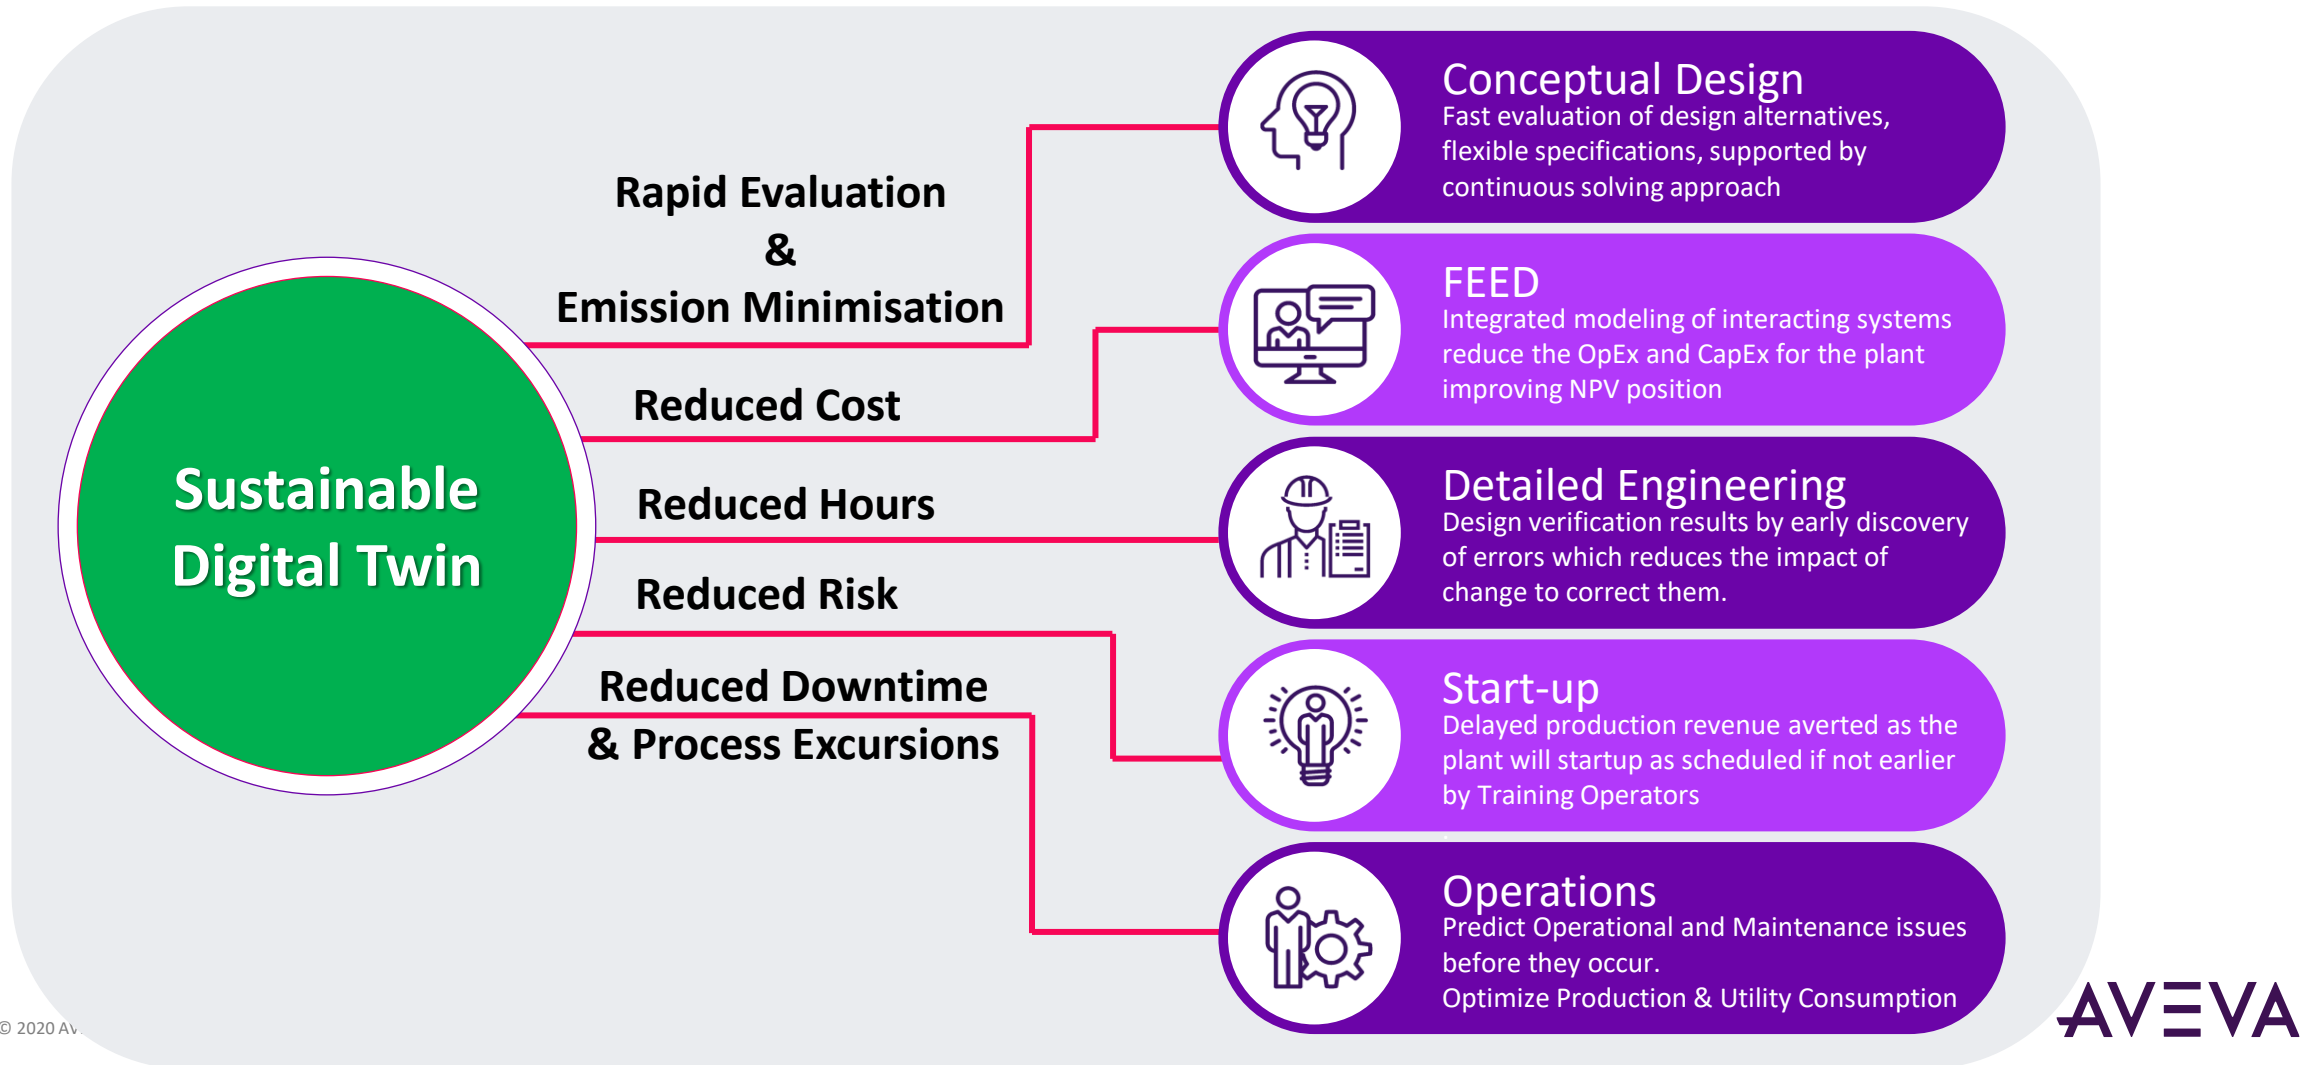 Rapid Evaluation
&
Emission Minimisation
Reduced Cost
Reduced Hours
Reduced Risk
Reduced Downtime
& Process Excursions
Sustainable
Digital Twin
Conceptual Design
Fast evaluation of design alternatives,
flexible specifications, supported by
continuous solving approach
FEED
Integrated modeling of interacting systems
reduce the OpEx and CapEx for the plant
improving NPV position
Detailed Engineering
Design verification results by early discovery
of errors which reduces the impact of
change to correct them.
Start-up
Delayed production revenue averted as the
plant will startup as scheduled if not earlier
by Training Operators
.
Operations
Predict Operational and Maintenance issues
before they occur.
Optimize Production & Utility Consumption
© 2020
AVEVA